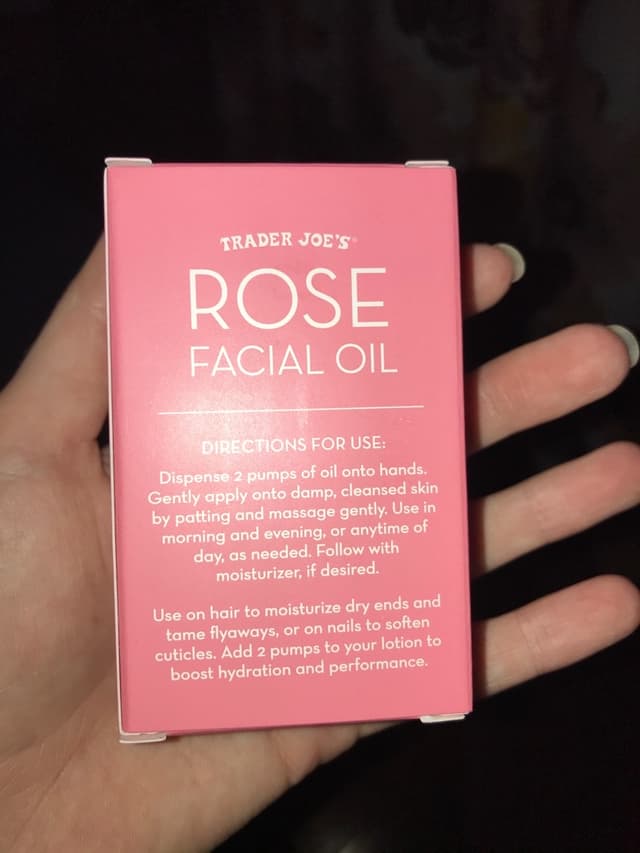 TRADER JOE'S®
ROSE
FACIAL OIL
DIRECTIONS FOR USE:
Dispense 2 pumps of oil onto hands.
Gently apply onto damp, cleansed skin
by patting and massage gently. Use in
morning and evening, or anytime of
day, as needed. Follow with
moisturizer, if desired.
Use on hair to moisturize dry ends and
tame flyaways, or on nails to soften
cuticles. Add 2 pumps to your lotion to
boost hydration and performance.